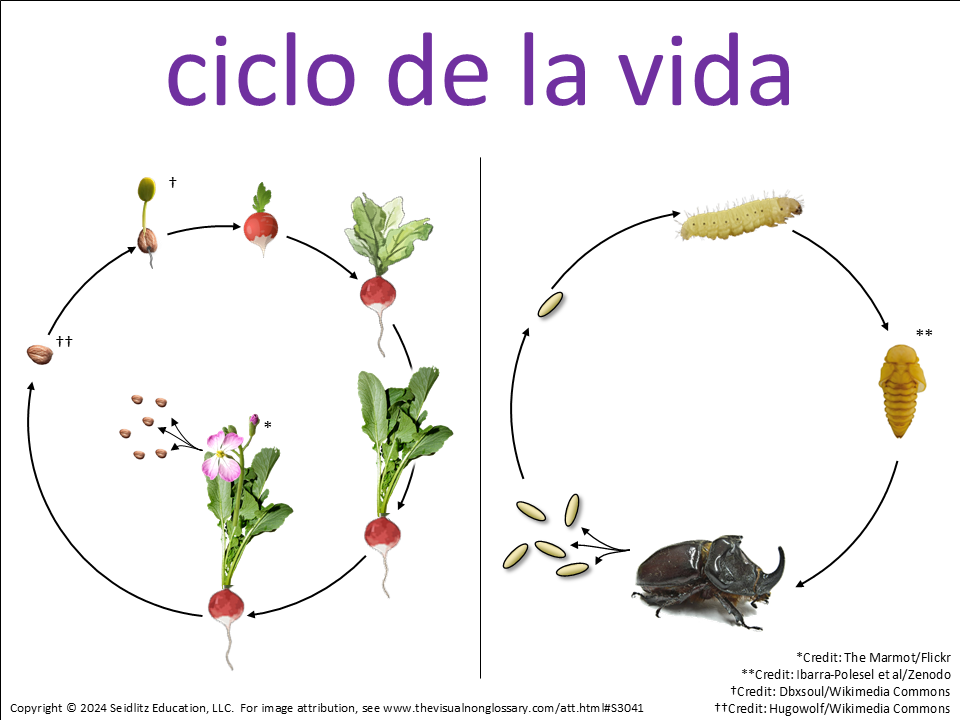 ciclo de la vida
†
††
*
**
*Credit: The Marmot/Flickr
**Credit: Ibarra-Polesel et al/Zenodo
†Credit: Dbxsoul/Wikimedia Commons
††Credit: Hugowolf/Wikimedia Commons
Copyright © 2024 Seidlitz Education, LLC. For image attribution, see www.thevisualnonglossary.com/att.html#S3041